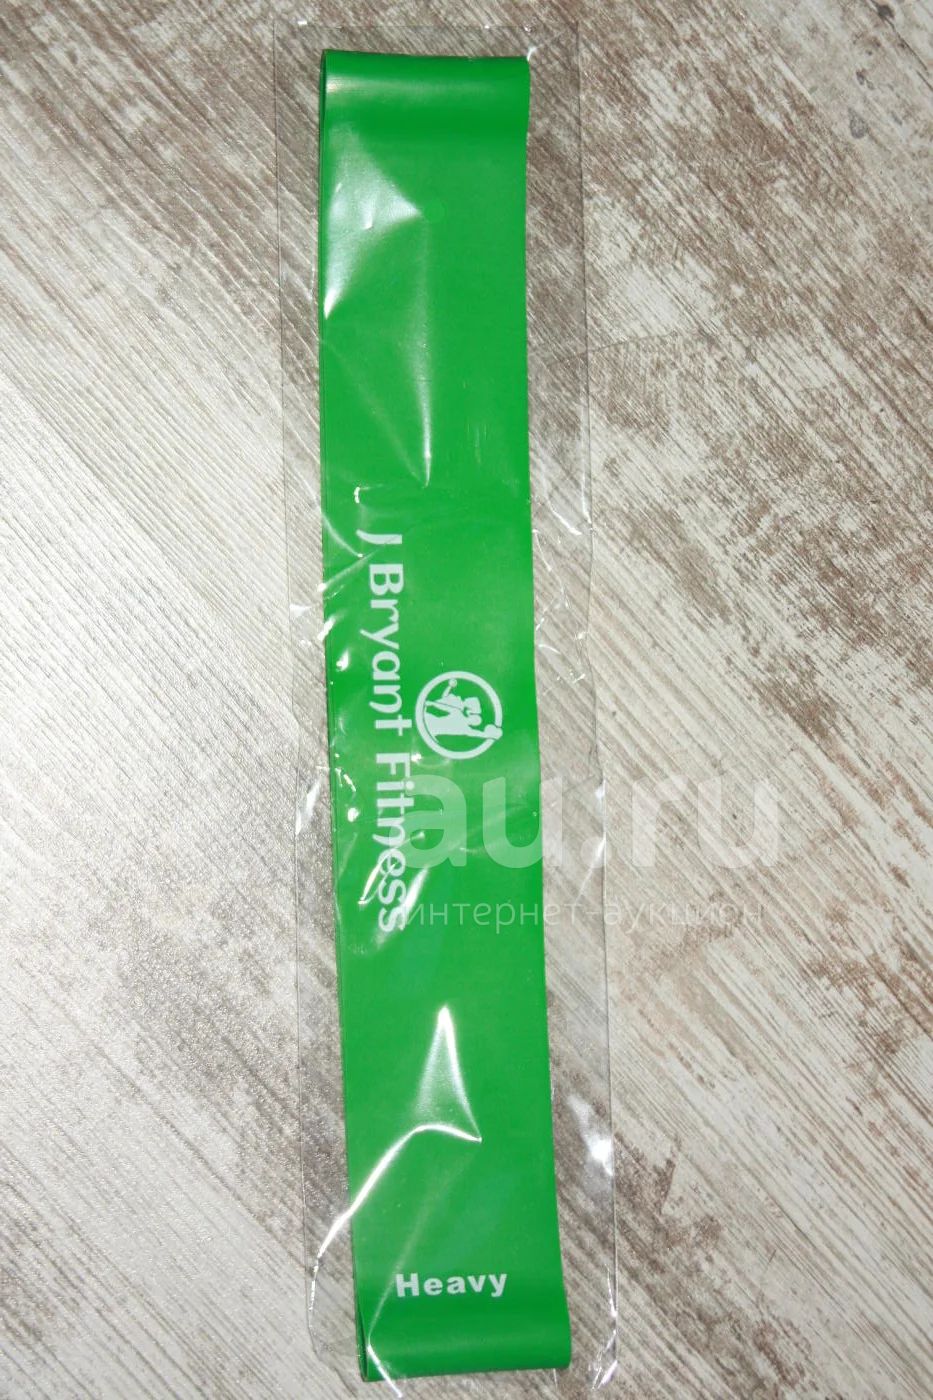 J Bryant Fitness
au.ru
интернет-аукцион
Heavy